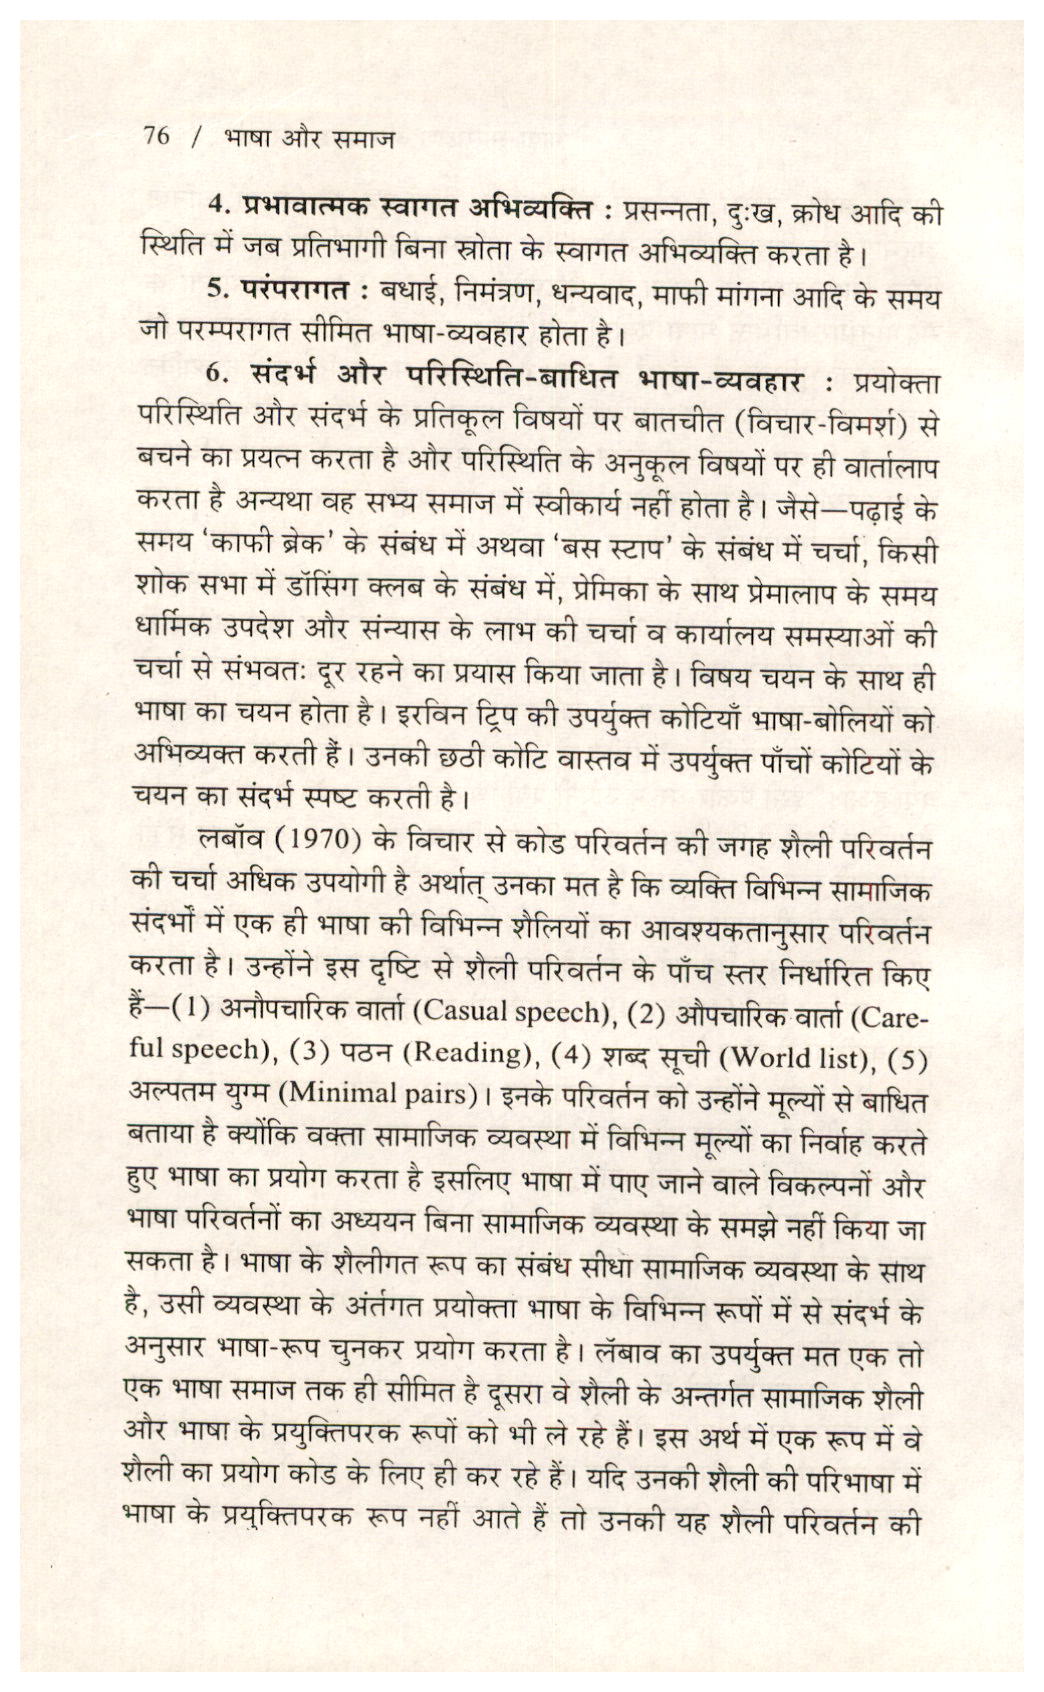 76 / भाषा और समाज
4. प्रभावात्मक स्वागत अभिव्यक्ति : प्रसन्नता, दुःख, क्रोध आदि की
स्थिति में जब प्रतिभागी बिना स्रोता के स्वागत अभिव्यक्ति करता है।
5. परंपरागत : बधाई, निमंत्रण, धन्यवाद, माफी मांगना आदि के समय
जो परम्परागत सीमित भाषा-व्यवहार होता है।
6. संदर्भ और परिस्थिति-बाधित भाषा-व्यवहार : प्रयोक्ता
परिस्थिति और संदर्भ के प्रतिकूल विषयों पर बातचीत (विचार-विमर्श) से
बचने का प्रयत्न करता है और परिस्थिति के अनुकूल विषयों पर ही वार्तालाप
करता है अन्यथा वह सभ्य समाज में स्वीकार्य नहीं होता है। जैसे—पढ़ाई के
समय ‘काफी ब्रेक’ के संबंध में अथवा ‘बस स्टाप’ के संबंध में चर्चा, किसी
शोक सभा में डॉसिंग क्लब के संबंध में, प्रेमिका के साथ प्रेमालाप के समय
धार्मिक उपदेश और संन्यास के लाभ की चर्चा व कार्यालय समस्याओं की
चर्चा से संभवतः दूर रहने का प्रयास किया जाता है। विषय चयन के साथ ही
भाषा का चयन होता है। इरविन ट्रिप की उपर्युक्त कोटियाँ भाषा-बोलियों को
अभिव्यक्त करती हैं। उनकी छठी कोटि वास्तव में उपर्युक्त पाँचों कोटियों के
चयन का संदर्भ स्पष्ट करती है।
लबॉव (1970) के विचार से कोड परिवर्तन की जगह शैली परिवर्तन
की चर्चा अधिक उपयोगी है अर्थात् उनका मत है कि व्यक्ति विभिन्न सामाजिक
संदर्भों में एक ही भाषा की विभिन्न शैलियों का आवश्यकतानुसार परिवर्तन
करता है। उन्होंने इस दृष्टि से शैली परिवर्तन के पाँच स्तर निर्धारित किए
हैं—(1) अनौपचारिक वार्ता (Casual speech), (2) औपचारिक वार्ता (Care-
ful speech), (3) पठन (Reading), (4) शब्द सूची (World list), (5)
अल्पतम युग्म (Minimal pairs)। इनके परिवर्तन को उन्होंने मूल्यों से बाधित
बताया है क्योंकि वक्ता सामाजिक व्यवस्था में विभिन्न मूल्यों का निर्वाह करते
हुए भाषा का प्रयोग करता है इसलिए भाषा में पाए जाने वाले विकल्पनों और
भाषा परिवर्तनों का अध्ययन बिना सामाजिक व्यवस्था के समझे नहीं किया जा
सकता है। भाषा के शैलीगत रूप का संबंध सीधा सामाजिक व्यवस्था के साथ
है, उसी व्यवस्था के अंर्तगत प्रयोक्ता भाषा के विभिन्न रूपों में से संदर्भ के
अनुसार भाषा-रूप चुनकर प्रयोग करता है। लॅबाव का उपर्युक्त मत एक तो
एक भाषा समाज तक ही सीमित है दूसरा वे शैली के अन्तर्गत सामाजिक शैली
और भाषा के प्रयुक्तिपरक रूपों को भी ले रहे हैं। इस अर्थ में एक रूप में वे
शैली का प्रयोग कोड के लिए ही कर रहे हैं। यदि उनकी शैली की परिभाषा में
भाषा के प्रयुक्तिपरक रूप नहीं आते हैं तो उनकी यह शैली परिवर्तन की